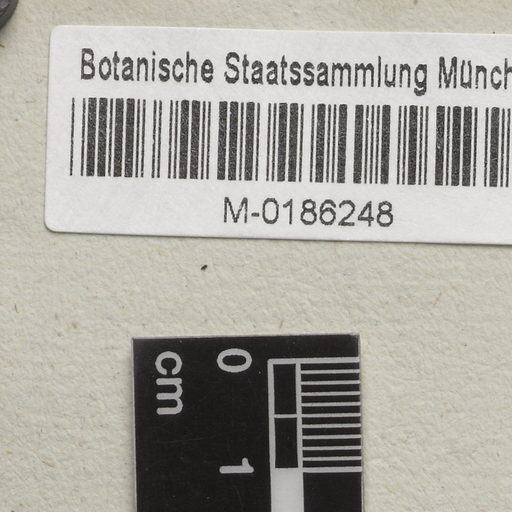 Botanische Staatssammlung Münch
M-0186248
cm
0
1